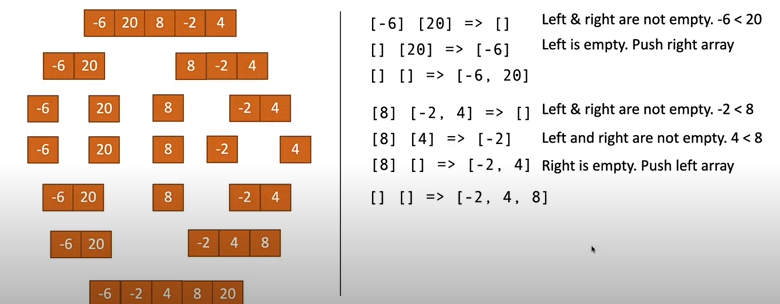 -6 20 8 -2 4
-6 20 8 -2 4
-6 20 8 -2 4
-6 20 8 -2 4
-6 20 8 -2 4
-6 20 -2 4 8
-6 -2 4 8 20
[-6] [20] => [] Left & right are not empty. -6 < 20
[] [20] => [-6] Left is empty. Push right array
[] [] => [-6, 20]
[8] [-2, 4] => [] Left & right are not empty. -2 < 8
[8] [4] => [-2] Left and right are not empty. 4 < 8
[8] [] => [-2, 4] Right is empty. Push left array
[] [] => [-2, 4, 8]